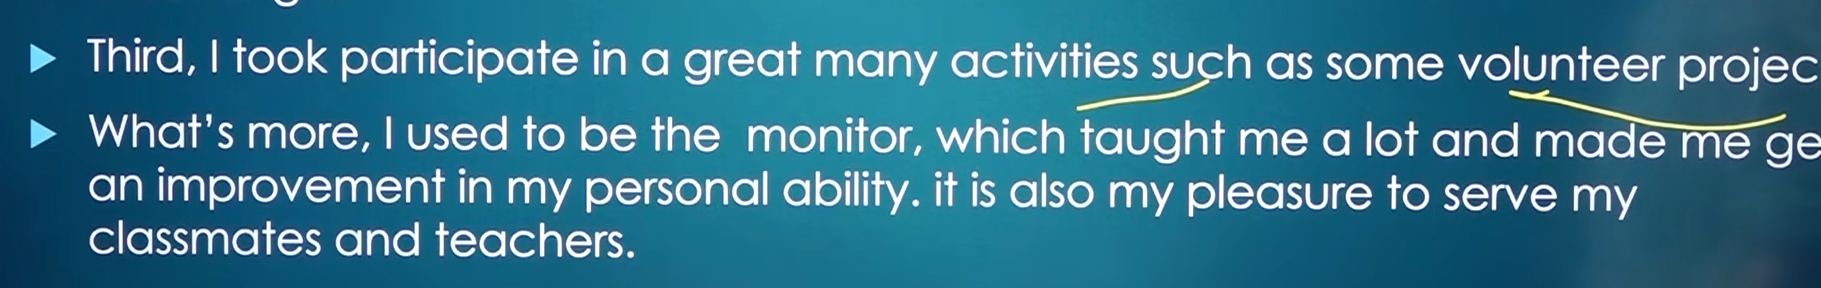 Third, I took participate in a great many activities such as some volunteer
What's more, I used to be the monitor, which taught me a lot and made me
an improvement in my personal ability. it is also my pleasure to serve my
classmates and teachers.